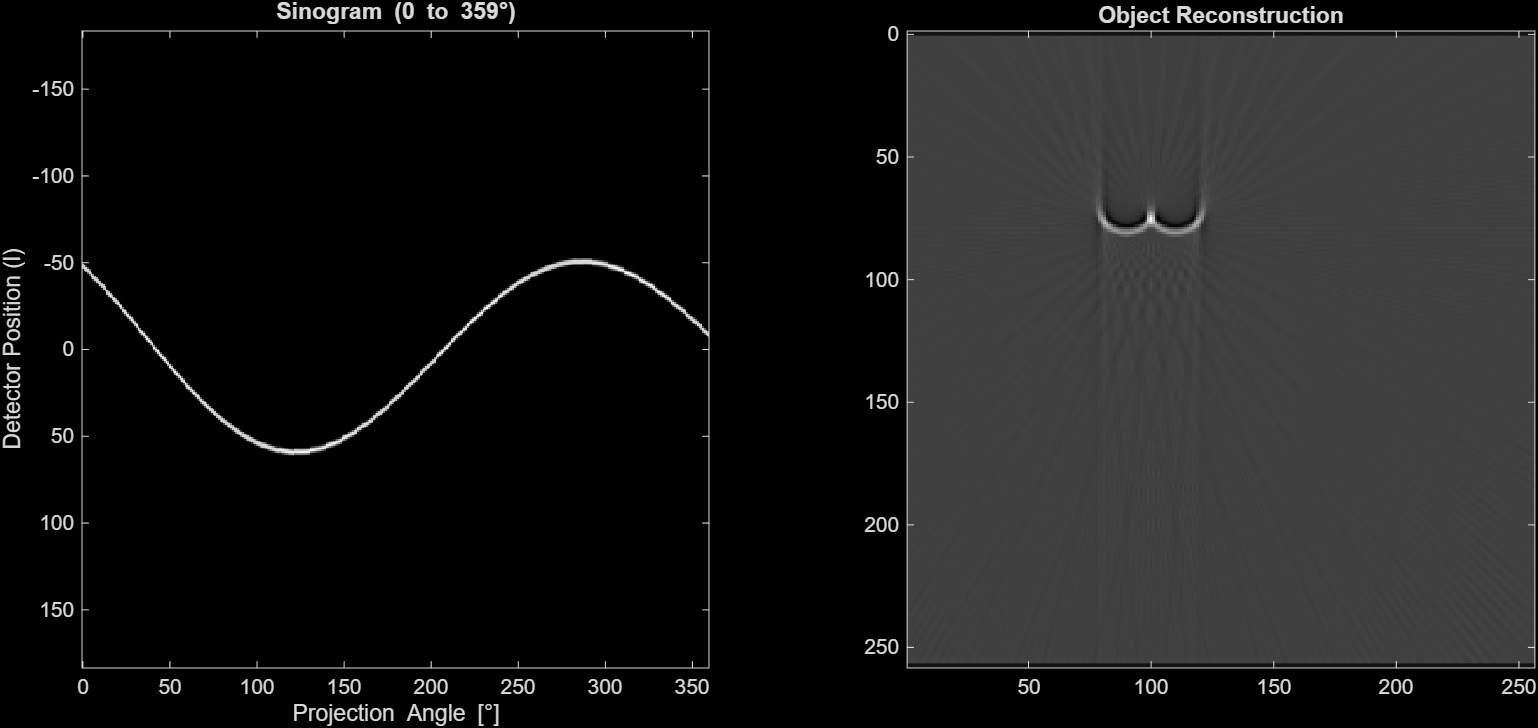 Sinogram (0 to 359°)
-150
-100
-50
0
50
100
150
Detector Position (l)
0 50 100 150 200 250 300 350
Projection Angle [°]
Object Reconstruction
0
50
100
150
200
250
50 100 150 200 250